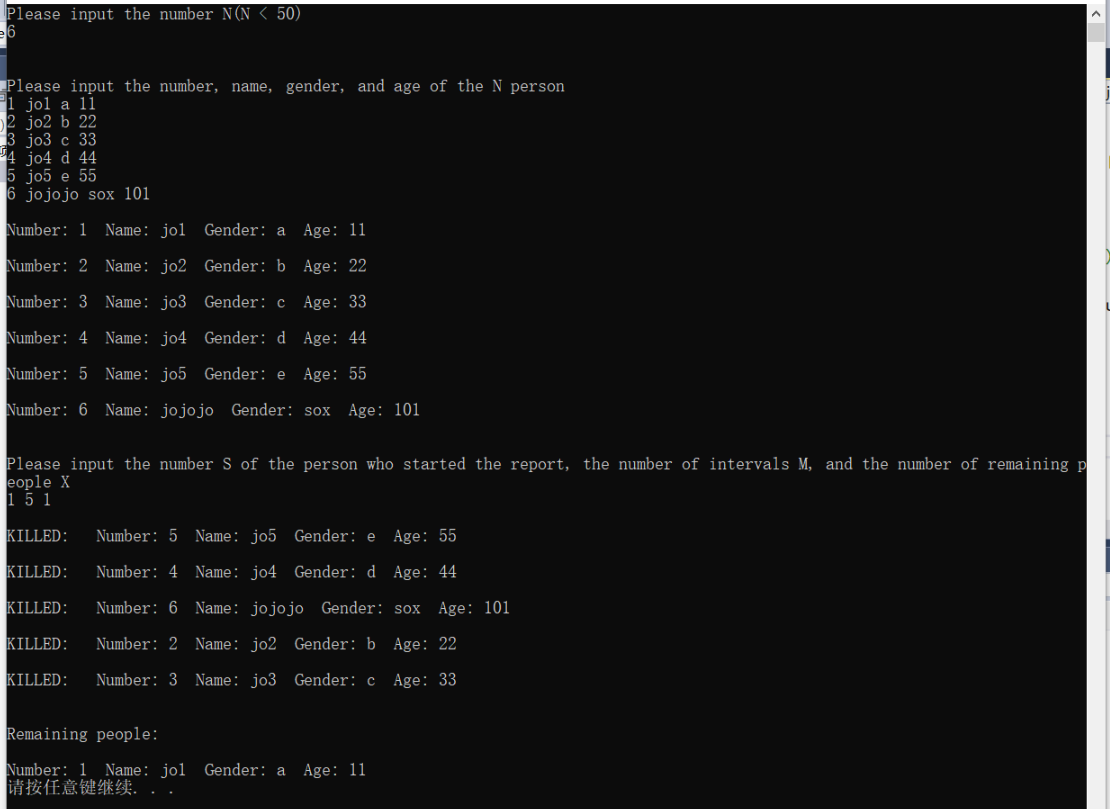 Please input the number N(N < 50)
6
Please input the number, name, gender, and age of the N person
1 jo1 a 11
2 jo2 b 22
3 jo3 c 33
4 jo4 d 44
5 jo5 e 55
6 jojojo sox 101
Number: 1  Name: jo1  Gender: a  Age: 11
Number: 2  Name: jo2  Gender: b  Age: 22
Number: 3  Name: jo3  Gender: c  Age: 33
Number: 4  Name: jo4  Gender: d  Age: 44
Number: 5  Name: jo5  Gender: e  Age: 55
Number: 6  Name: jojojo  Gender: sox  Age: 101
Please input the number S of the person who started the report, the number of intervals M, and the number of remaining p
eople X
1 5 1
KILLED:   Number: 5  Name: jo5  Gender: e  Age: 55
KILLED:   Number: 4  Name: jo4  Gender: d  Age: 44
KILLED:   Number: 6  Name: jojojo  Gender: sox  Age: 101
KILLED:   Number: 2  Name: jo2  Gender: b  Age: 22
KILLED:   Number: 3  Name: jo3  Gender: c  Age: 33
Remaining people:
Number: 1  Name: jo1  Gender: a  Age: 11
请按任意键继续. . .